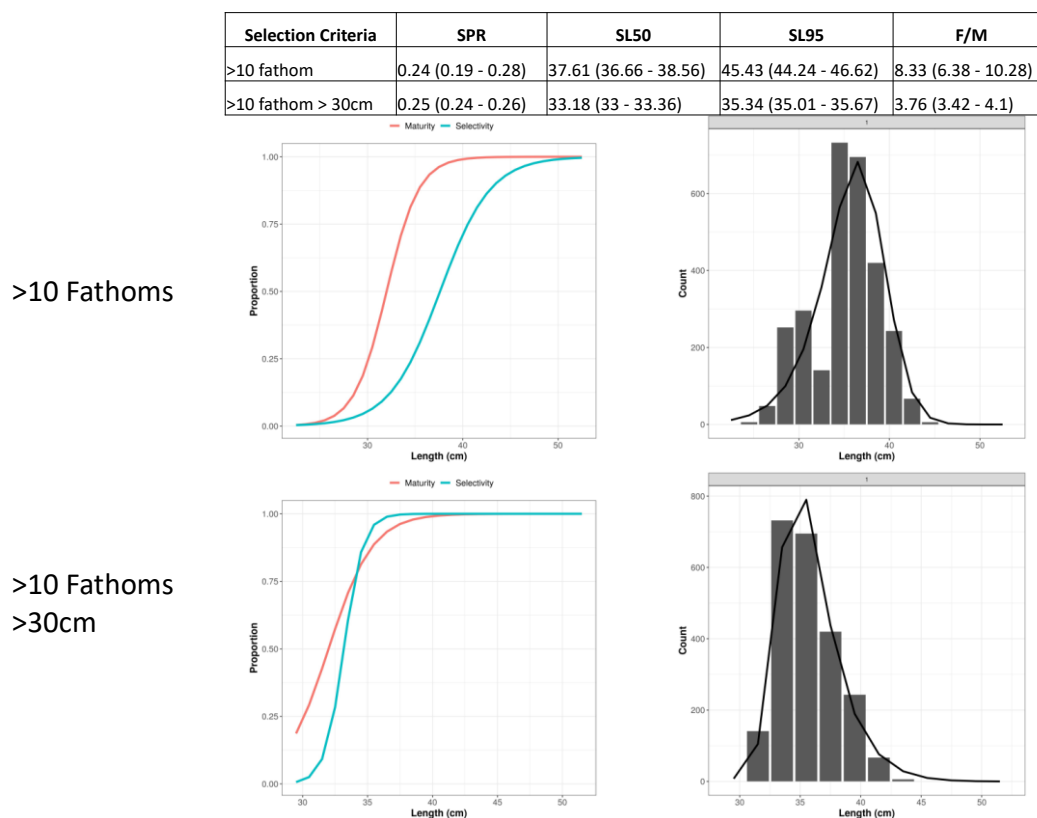 Selection Criteria SPR SL50 SL95 F/M
>10 fathom 0.24 (0.19 - 0.28) 37.61 (36.66 - 38.56) 45.43 (44.24 - 46.62) 8.33 (6.38 - 10.28)
>10 fathom > 30cm 0.25 (0.24 - 0.26) 33.18 (33 - 33.36) 35.34 (35.01 - 35.67) 3.76 (3.42 - 4.1)
>10 Fathoms
Maturity Selectivity
1.00
0.75
0.50
0.25
0.00
Proportion
30 40 50
Length (cm)
1
600
400
200
0
Count
30 40 50
Length (cm)
>10 Fathoms
>30cm
Maturity Selectivity
1.00
0.75
0.50
0.25
0.00
Proportion
30 35 40 45 50
Length (cm)
1
800
600
400
200
0
Count
30 35 40 45 50
Length (cm)